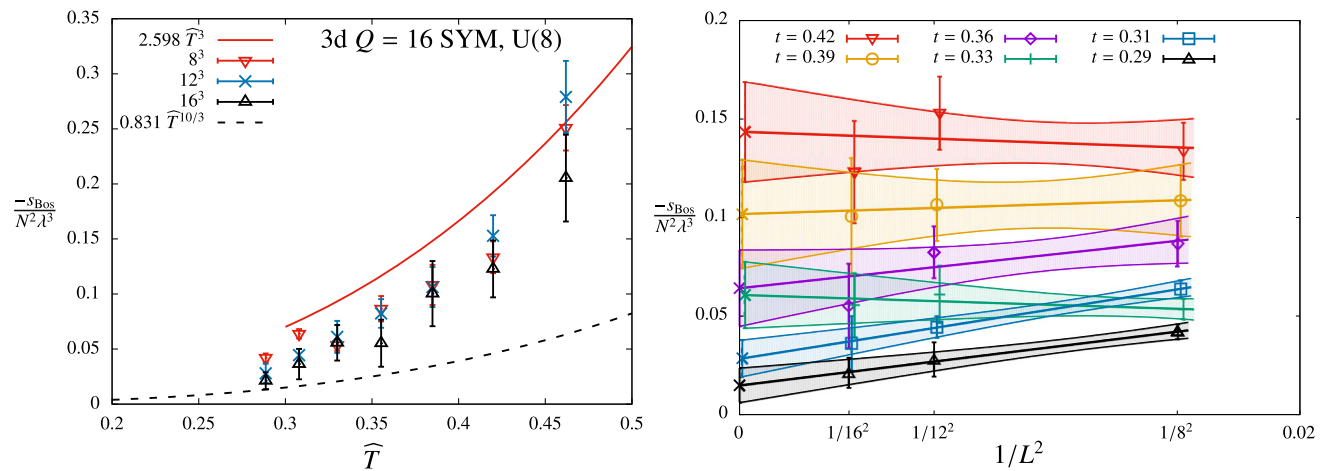 3d Q = 16 SYM, U(8)
2.598 T̂³
8³
12³
16³
0.831 T̂^{10/3}
0.35
0.3
0.25
0.2
0.15
0.1
0.05
0
−s_Bos / N²λ³
0.2 0.25 0.3 0.35 0.4 0.45 0.5
T̂
t = 0.42 t = 0.36 t = 0.31
t = 0.39 t = 0.33 t = 0.29
0.2
0.15
0.1
0.05
0
−s_Bos / N²λ³
0 1/16² 1/12² 1/8² 0.02
1/L²